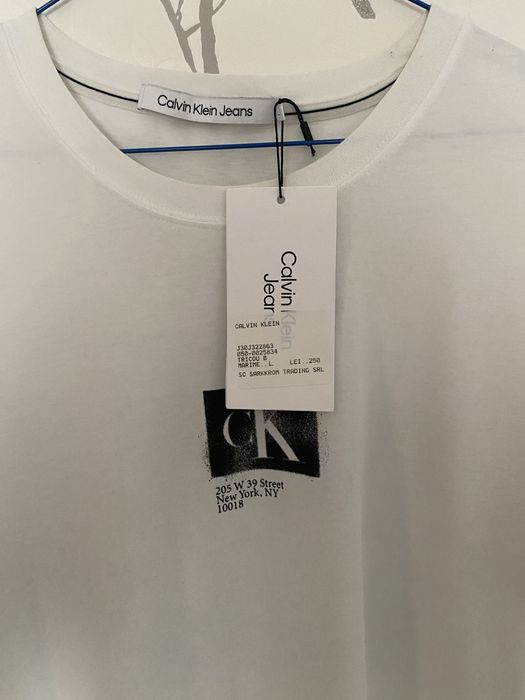 Calvin Klein Jeans
Calvin Klein
Jeans
CALVIN KLEIN
J30J322863
050-0025834
TRICOU B
MARIME..L LEI..250
SC SARKKROM TRADING SRL
CK
205 W 39 Street
New York, NY
10018